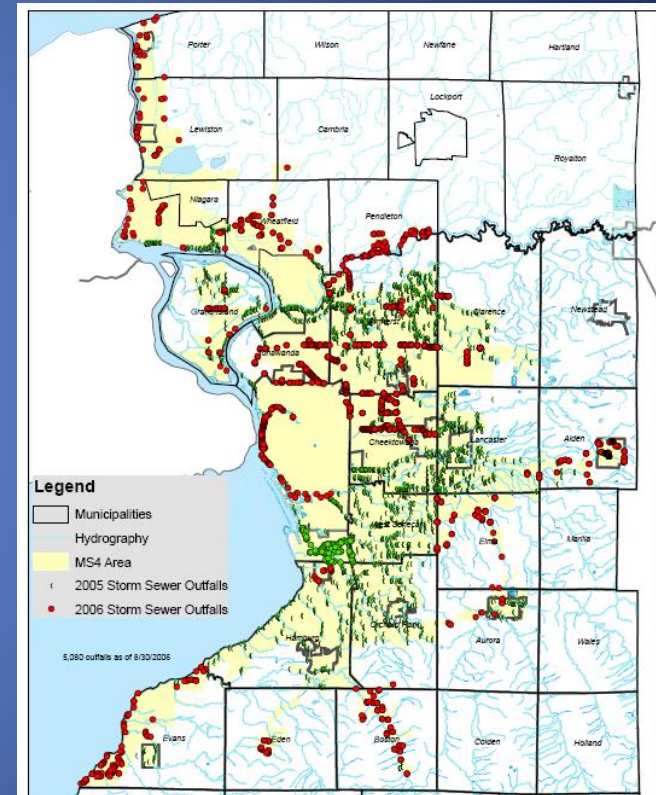 Porter
Wilson
Newfane
Hartland
Lockport
Lewiston
Cambria
Royalton
Niagara
Wheatfield
Pendleton
Grand Island
Amherst
Clarence
Newstead
Tonawanda
Cheektowaga
Lancaster
Alden
Legend
Municipalities
Hydrography
MS4 Area
2005 Storm Sewer Outfalls
2006 Storm Sewer Outfalls
West Seneca
Elma
Marilla
5,080 outfalls as of 8/30/2006
Hamburg
Orchard Park
Aurora
Wales
Evans
Eden
Boston
Colden
Holland